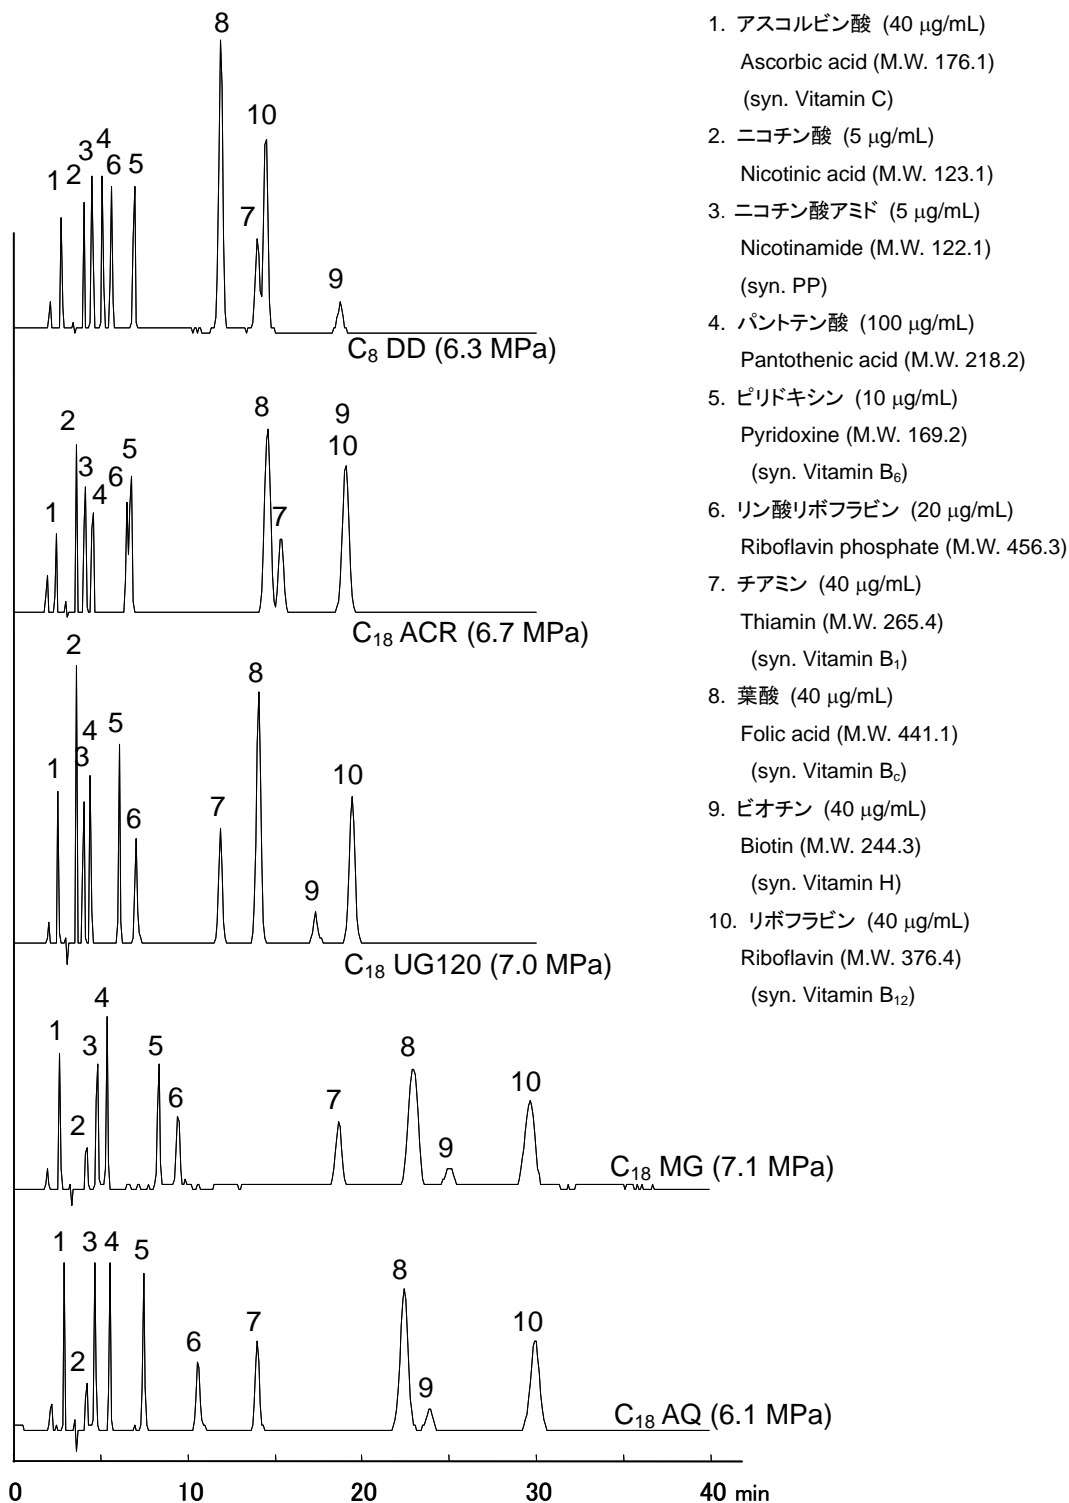 8
10
4
3
1 2 6 5
7
9
C8 DD (6.3 MPa)
2
8
9
5
10
3 6
1
4
7
C18 ACR (6.7 MPa)
2
8
4 5
3
1
10
6
7
9
C18 UG120 (7.0 MPa)
4
1
3 5
8
2
6
7
9
10
C18 MG (7.1 MPa)
1 3 4 5
2
6
7
8
9
10
C18 AQ (6.1 MPa)
0 10 20 30 40 min
1. アスコルビン酸 (40 μg/mL)
Ascorbic acid (M.W. 176.1)
(syn. Vitamin C)
2. ニコチン酸 (5 μg/mL)
Nicotinic acid (M.W. 123.1)
3. ニコチン酸アミド (5 μg/mL)
Nicotinamide (M.W. 122.1)
(syn. PP)
4. パントテン酸 (100 μg/mL)
Pantothenic acid (M.W. 218.2)
5. ピリドキシン (10 μg/mL)
Pyridoxine (M.W. 169.2)
(syn. Vitamin B6)
6. リン酸リボフラビン (20 μg/mL)
Riboflavin phosphate (M.W. 456.3)
7. チアミン (40 μg/mL)
Thiamin (M.W. 265.4)
(syn. Vitamin B1)
8. 葉酸 (40 μg/mL)
Folic acid (M.W. 441.1)
(syn. Vitamin Bc)
9. ビオチン (40 μg/mL)
Biotin (M.W. 244.3)
(syn. Vitamin H)
10. リボフラビン (40 μg/mL)
Riboflavin (M.W. 376.4)
(syn. Vitamin B12)